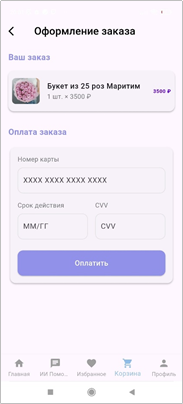 Оформление заказа
Ваш заказ
Букет из 25 роз Маритим
1 шт. × 3500 ₽
3500 ₽
Оплата заказа
Номер карты
XXXX XXXX XXXX XXXX
Срок действия
CVV
ММ/ГГ
CVV
Оплатить
Главная
ИИ Помо...
Избранное
Корзина
Профиль